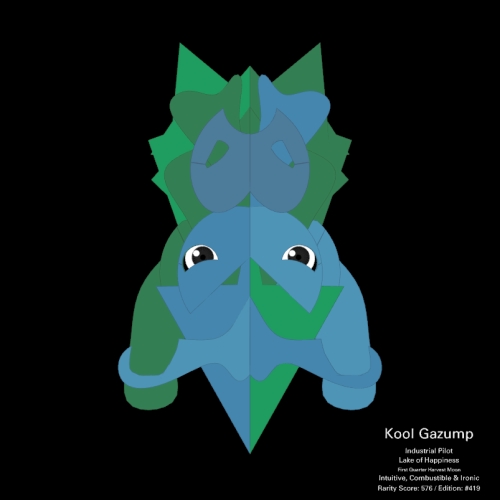 Kool Gazump
Industrial Pilot
Lake of Happiness
First Quarter Harvest Moon
Intuitive, Combustible & Ironic
Rarity Score: 576 / Edition: #419